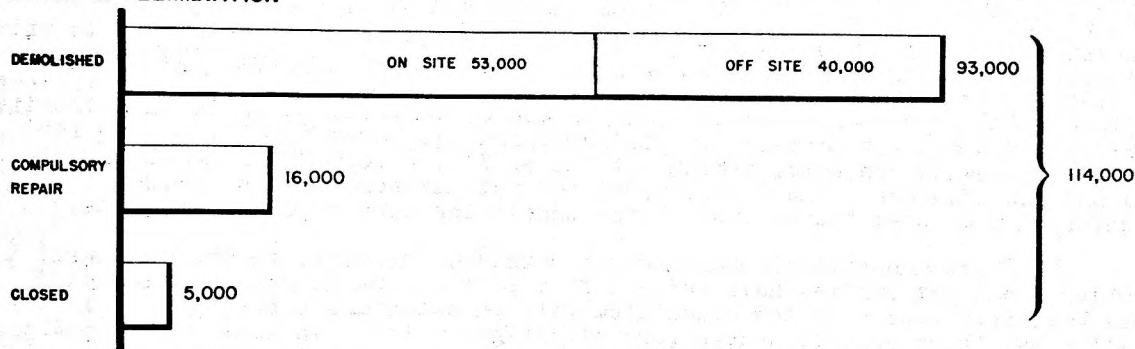 DEMOLISHED
ON SITE 53,000
OFF SITE 40,000
93,000
COMPULSORY
REPAIR
16,000
114,000
CLOSED
5,000